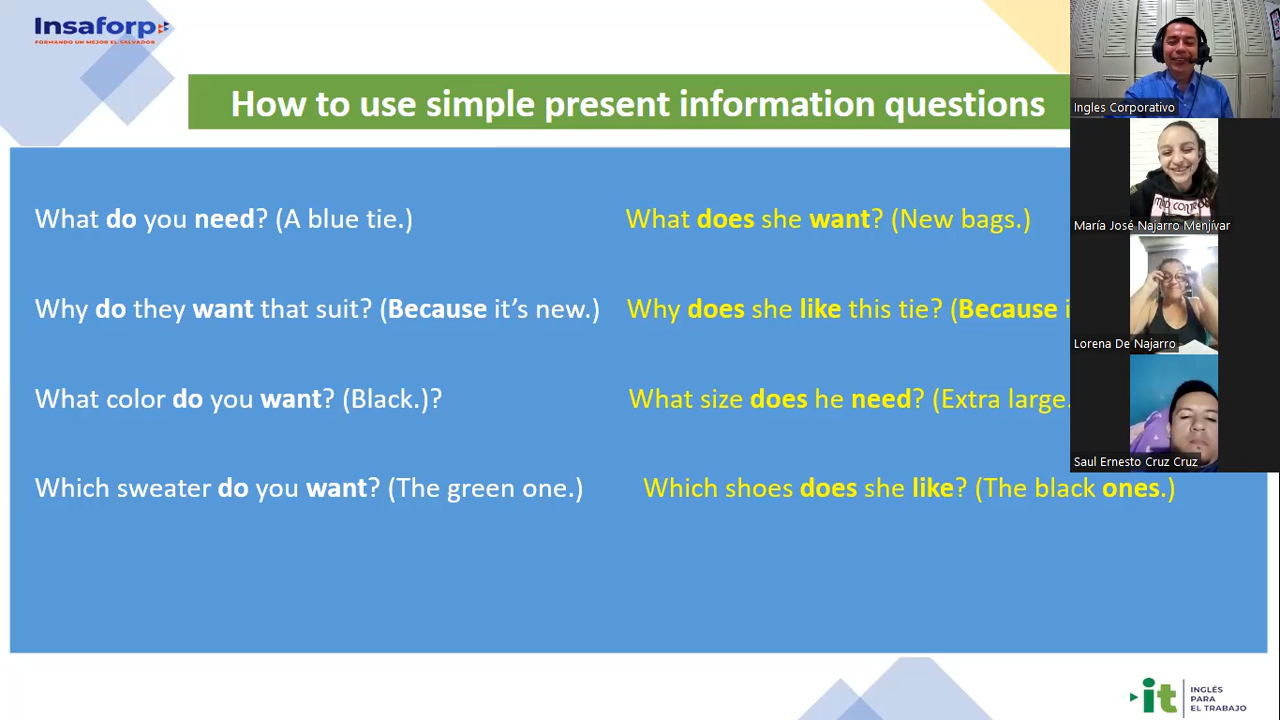 Insaforp
FORMANDO UN MEJOR EL SALVADOR
How to use simple present information questions
What do you need? (A blue tie.)
What does she want? (New bags.)
Why do they want that suit? (Because it's new.)
Why does she like this tie? (Because i
What color do you want? (Black.)?
What size does he need? (Extra large.
Which sweater do you want? (The green one.)
Which shoes does she like? (The black ones.)
Ingles Corporativo
María José Najarro Menjívar
Lorena De Najarro
Saul Ernesto Cruz Cruz
it
INGLÉS
PARA
EL TRABAJO